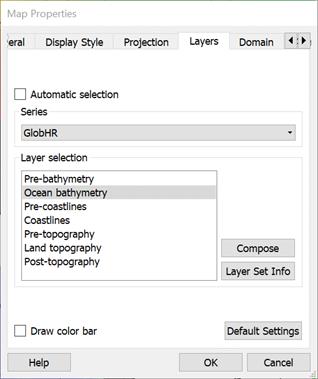 Map Properties
eral Display Style Projection Layers Domain
Automatic selection
Series
GlobHR
Layer selection
Pre-bathymetry
Ocean bathymetry
Pre-coastlines
Coastlines
Pre-topography
Land topography
Post-topography
Compose
Layer Set Info
Draw color bar
Default Settings
Help OK Cancel